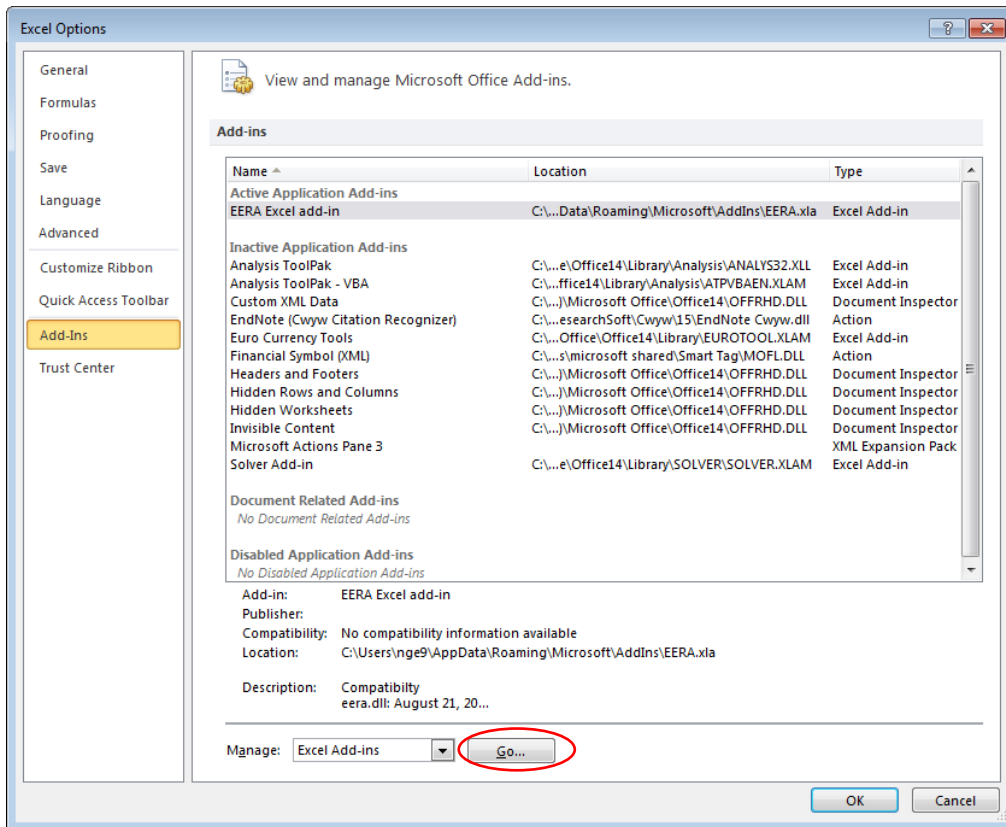 Excel Options
General
Formulas
Proofing
Save
Language
Advanced
Customize Ribbon
Quick Access Toolbar
Add-Ins
Trust Center
View and manage Microsoft Office Add-ins.
Add-ins
Name Location Type
Active Application Add-ins
EERA Excel add-in C:\...Data\Roaming\Microsoft\AddIns\EERA.xla Excel Add-in
Inactive Application Add-ins
Analysis ToolPak C:\...e\Office14\Library\Analysis\ANALYS32.XLL Excel Add-in
Analysis ToolPak - VBA C:\...ffice14\Library\Analysis\ATPVBAEN.XLAM Excel Add-in
Custom XML Data C:\...)\Microsoft Office\Office14\OFFRHD.DLL Document Inspector
EndNote (Cwyw Citation Recognizer) C:\...esearchSoft\Cwyw\15\EndNote Cwyw.dll Action
Euro Currency Tools C:\...Office\Office14\Library\EUROTOOL.XLAM Excel Add-in
Financial Symbol (XML) C:\...s\microsoft shared\Smart Tag\MOFL.DLL Action
Headers and Footers C:\...)\Microsoft Office\Office14\OFFRHD.DLL Document Inspector
Hidden Rows and Columns C:\...)\Microsoft Office\Office14\OFFRHD.DLL Document Inspector
Hidden Worksheets C:\...)\Microsoft Office\Office14\OFFRHD.DLL Document Inspector
Invisible Content C:\...)\Microsoft Office\Office14\OFFRHD.DLL Document Inspector
Microsoft Actions Pane 3 XML Expansion Pack
Solver Add-in C:\...e\Office14\Library\SOLVER\SOLVER.XLAM Excel Add-in
Document Related Add-ins
No Document Related Add-ins
Disabled Application Add-ins
No Disabled Application Add-ins
Add-in: EERA Excel add-in
Publisher:
Compatibility: No compatibility information available
Location: C:\Users\nge9\AppData\Roaming\Microsoft\AddIns\EERA.xla
Description: Compatibilty
eera.dll: August 21, 20...
Manage: Excel Add-ins Go...
OK Cancel